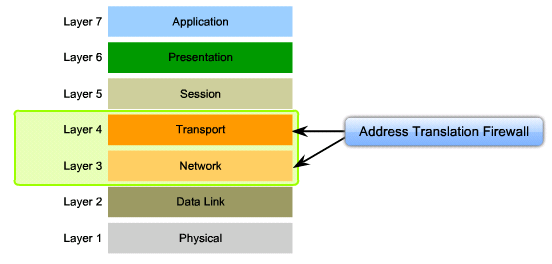 Layer 7 Application
Layer 6 Presentation
Layer 5 Session
Layer 4 Transport
Address Translation Firewall
Layer 3 Network
Layer 2 Data Link
Layer 1 Physical